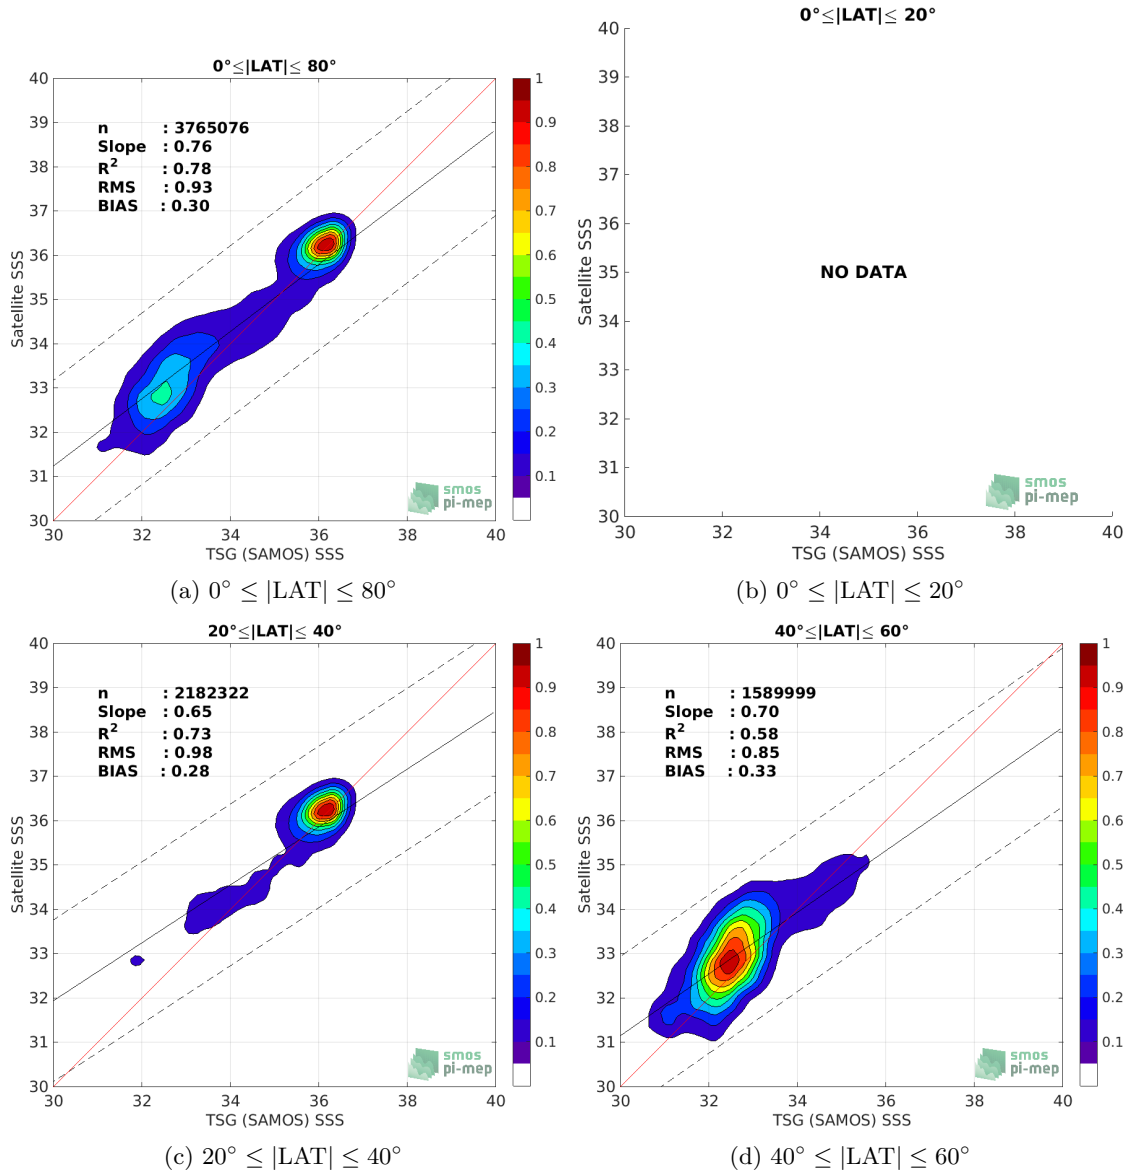 0°≤|LAT|≤ 80°
n : 3765076
Slope : 0.76
R² : 0.78
RMS : 0.93
BIAS : 0.30
40
39
38
37
36
35
34
33
32
31
30
30 32 34 36 38 40
Satellite SSS
TSG (SAMOS) SSS
1
0.9
0.8
0.7
0.6
0.5
0.4
0.3
0.2
0.1
smos
pi-mep
(a) 0° ≤ |LAT| ≤ 80°
0°≤|LAT|≤ 20°
NO DATA
40
39
38
37
36
35
34
33
32
31
30
30 32 34 36 38 40
Satellite SSS
TSG (SAMOS) SSS
smos
pi-mep
(b) 0° ≤ |LAT| ≤ 20°
20°≤|LAT|≤ 40°
n : 2182322
Slope : 0.65
R² : 0.73
RMS : 0.98
BIAS : 0.28
40
39
38
37
36
35
34
33
32
31
30
30 32 34 36 38 40
Satellite SSS
TSG (SAMOS) SSS
1
0.9
0.8
0.7
0.6
0.5
0.4
0.3
0.2
0.1
smos
pi-mep
(c) 20° ≤ |LAT| ≤ 40°
40°≤|LAT|≤ 60°
n : 1589999
Slope : 0.70
R² : 0.58
RMS : 0.85
BIAS : 0.33
40
39
38
37
36
35
34
33
32
31
30
30 32 34 36 38 40
Satellite SSS
TSG (SAMOS) SSS
1
0.9
0.8
0.7
0.6
0.5
0.4
0.3
0.2
0.1
smos
pi-mep
(d) 40° ≤ |LAT| ≤ 60°